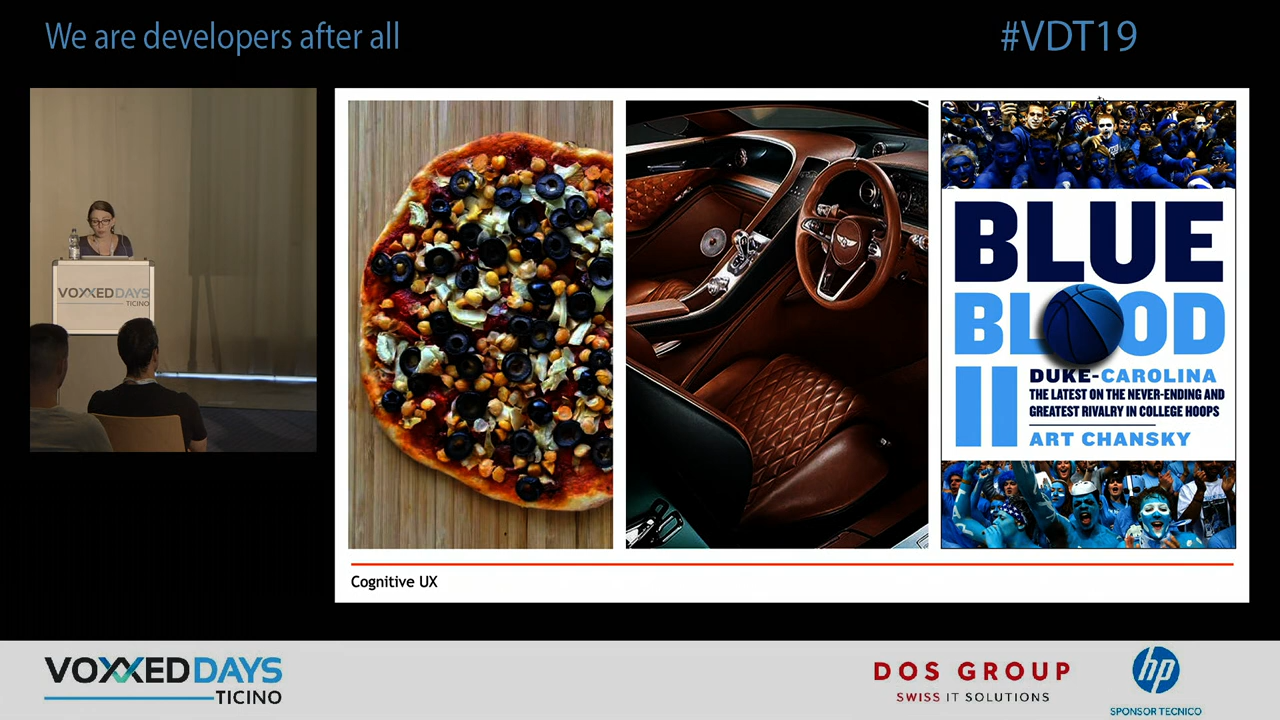 We are developers after all
#VDT19
VOXXED DAYS
TICINO
BLUE
BLOOD
II
DUKE-CAROLINA
THE LATEST ON THE NEVER-ENDING AND
GREATEST RIVALRY IN COLLEGE HOOPS
ART CHANSKY
Cognitive UX
VOXXEDDAYS
TICINO
DOS GROUP
SWISS IT SOLUTIONS
hp
SPONSOR TECNICO